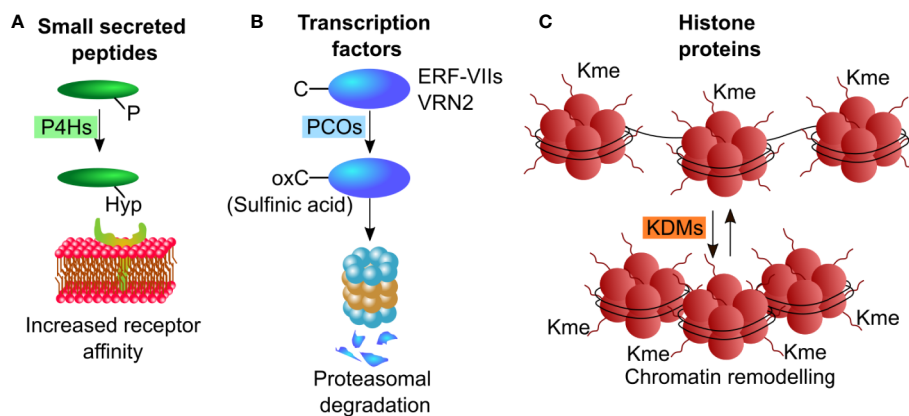 A
Small secreted
peptides
P
P4Hs
Hyp
Increased receptor
affinity
B
Transcription
factors
C
ERF-VIIs
VRN2
PCOs
oxC
(Sulfinic acid)
Proteasomal
degradation
C
Histone
proteins
Kme
Kme
Kme
KDMs
Kme
Kme
Kme
Kme
Chromatin remodelling